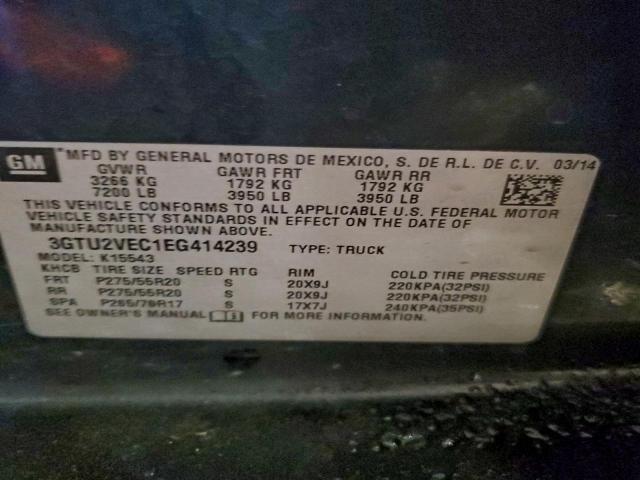 GM *MFD BY GENERAL MOTORS DE MEXICO, S. DE R.L. DE C.V. 03/14
GVWR GAWR FRT GAWR RR
3266 KG 1792 KG 1792 KG
7200 LB 3950 LB 3950 LB
THIS VEHICLE CONFORMS TO ALL APPLICABLE U.S. FEDERAL MOTOR
VEHICLE SAFETY STANDARDS IN EFFECT ON THE DATE OF
MANUFACTURE SHOWN ABOVE.
3GTU2VEC1EG414239 TYPE: TRUCK
MODEL: K15543
KHCB TIRE SIZE SPEED RTG RIM COLD TIRE PRESSURE
FRT P275/55R20 S 20X9J 220KPA(32PSI)
RR P275/55R20 S 20X9J 220KPA(32PSI)
SPA P265/70R17 S 17X7J 240KPA(35PSI)
SEE OWNER'S MANUAL FOR MORE INFORMATION.